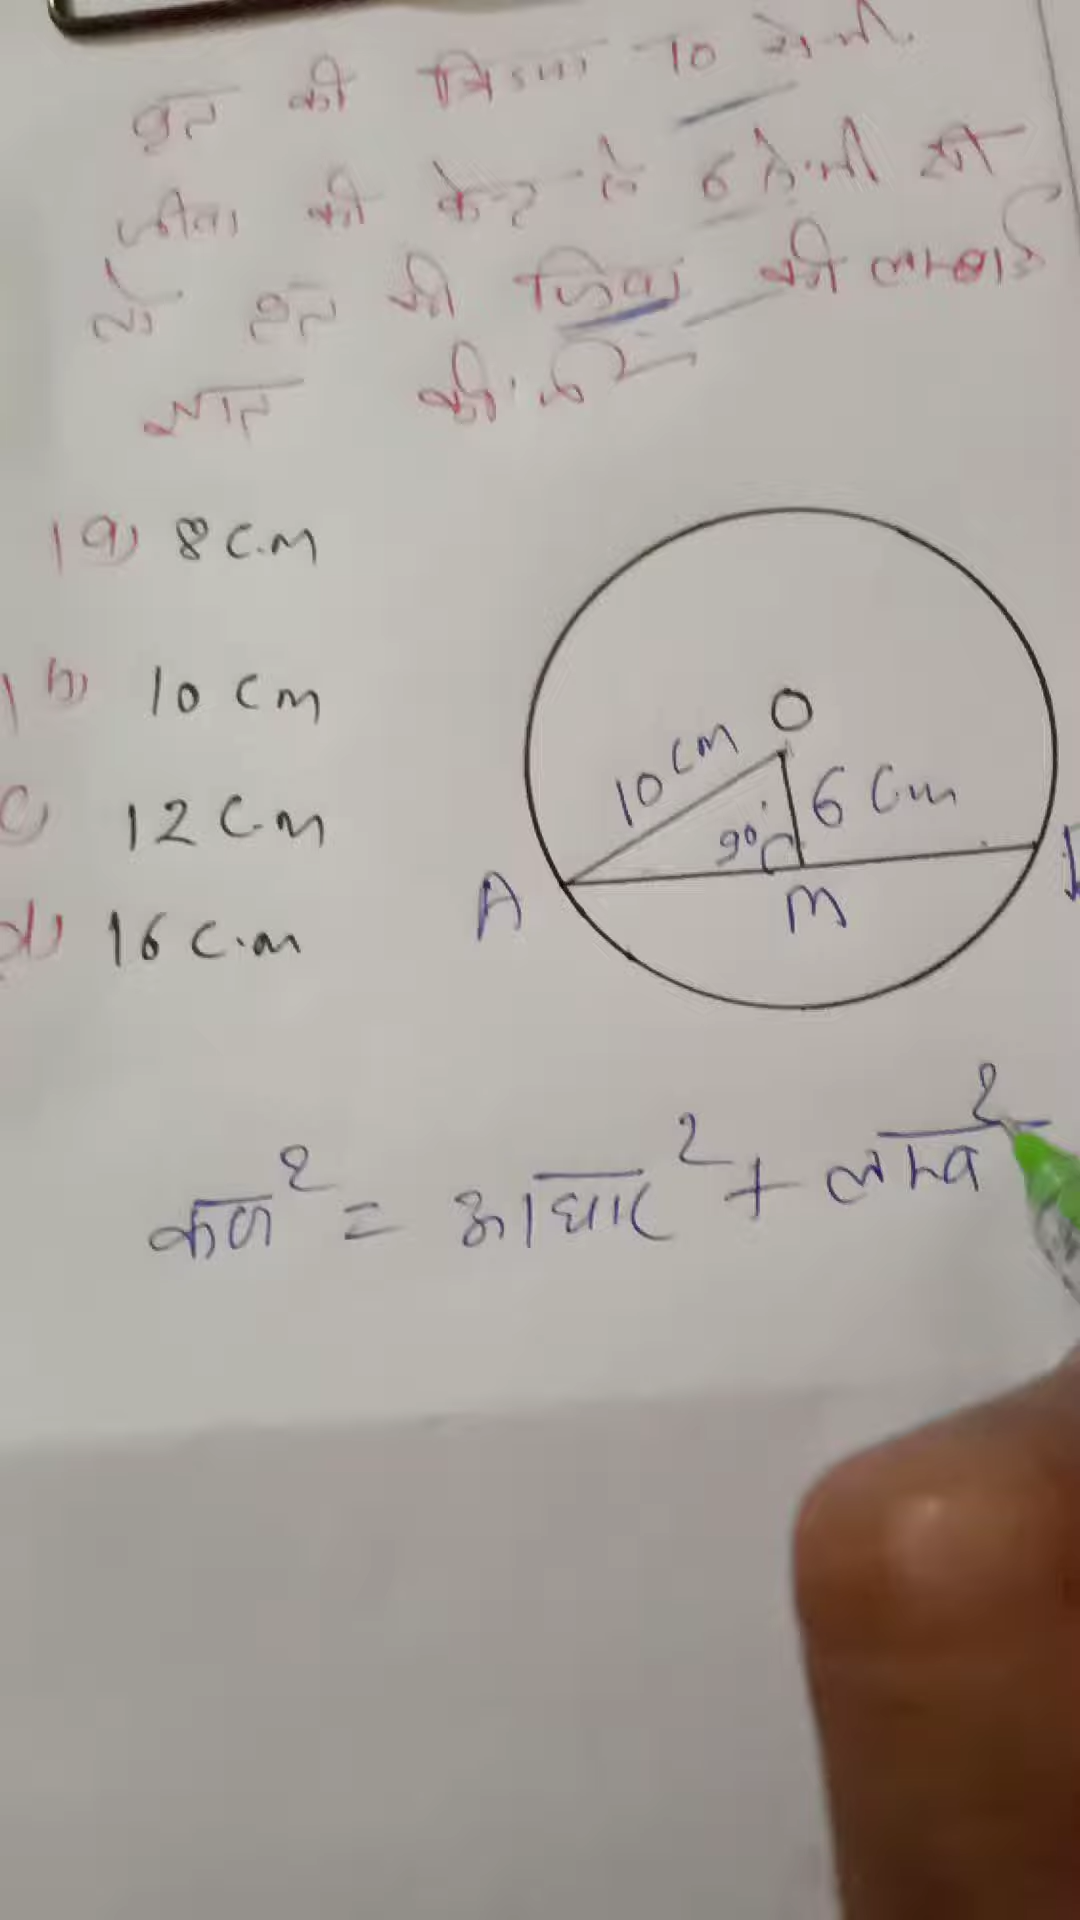 वृत की त्रिज्या 10 से.मी.
जीवा की केन्द्र से 6 से.मी की
तो वृत की जिवा की लम्बाई
ज्ञात की
(a) 8 C.M
(b) 10 CM
C) 12 C.M
(d) 16 C.M
O
10 CM
6 Cm
90°
A
M
कर्ण² = आधार² + लम्ब²